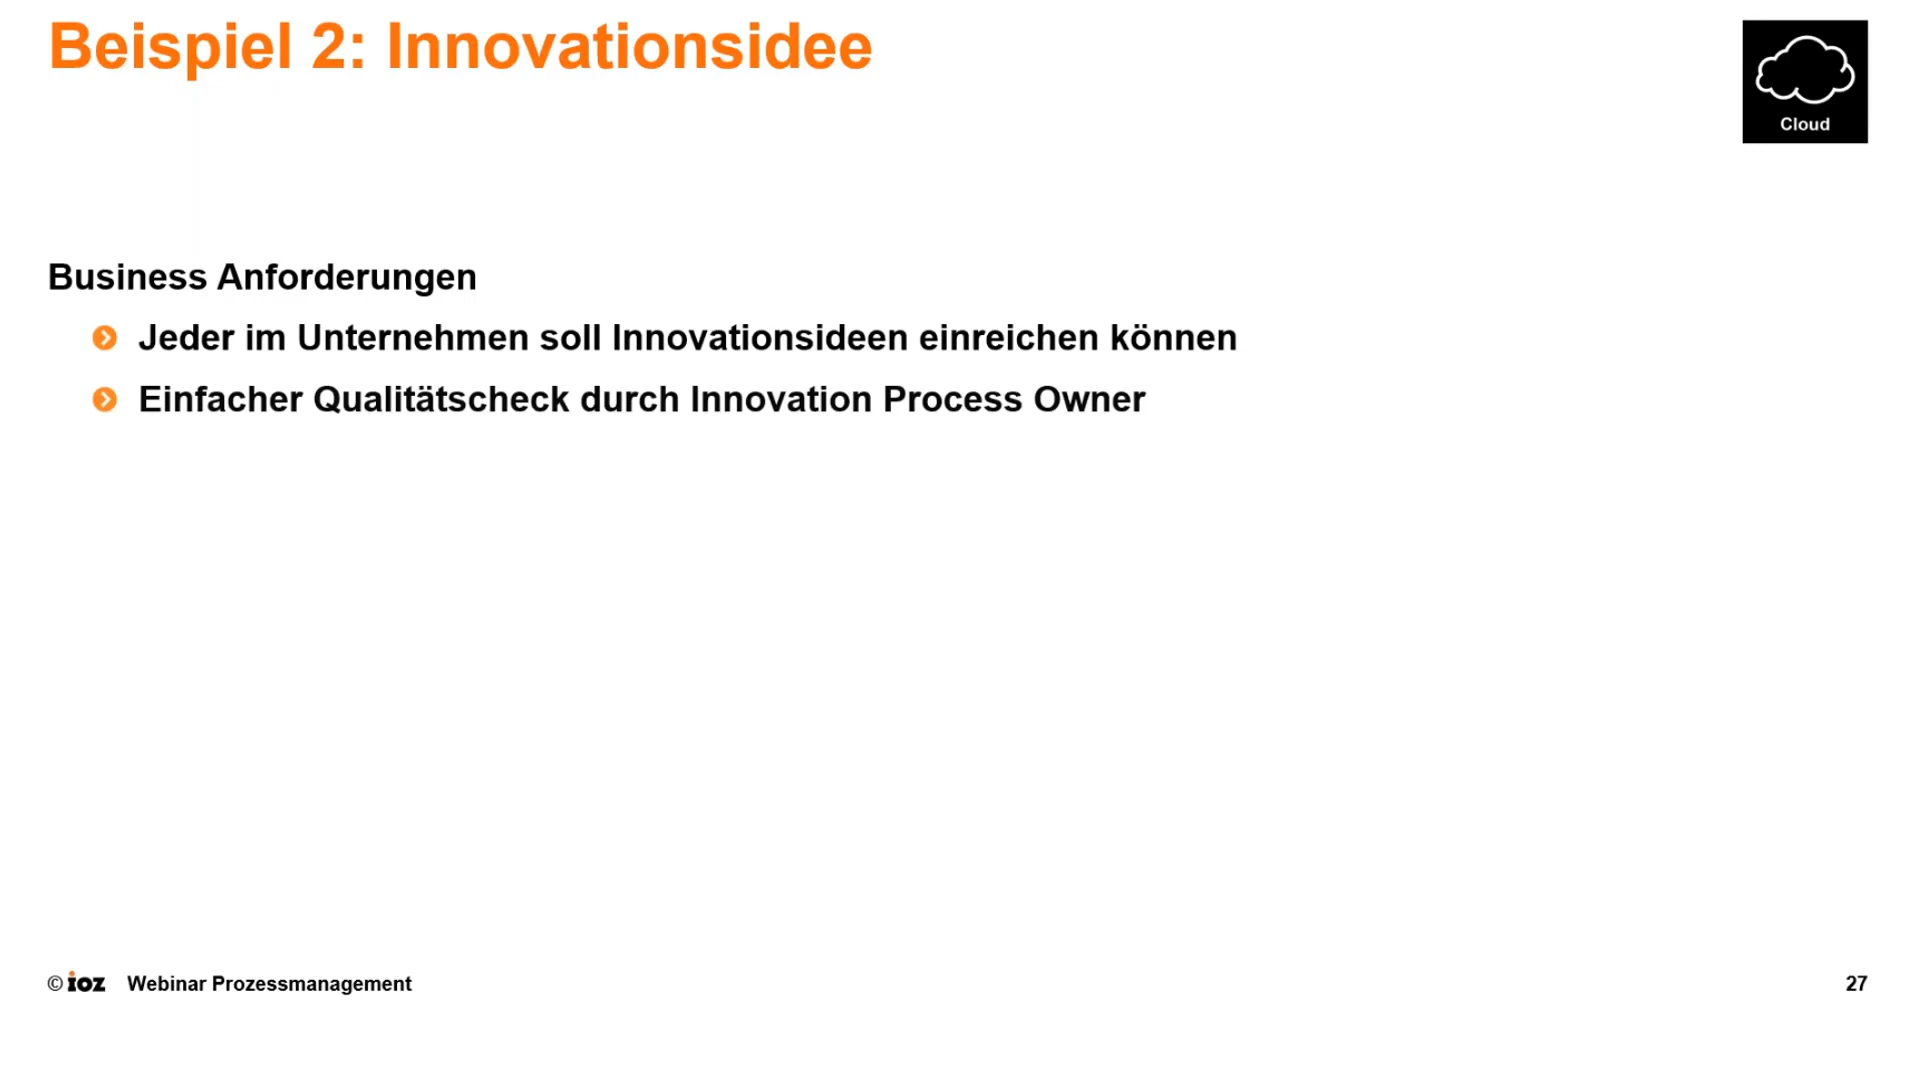 Beispiel 2: Innovationsidee
Cloud
Business Anforderungen
Jeder im Unternehmen soll Innovationsideen einreichen können
Einfacher Qualitätscheck durch Innovation Process Owner
© ioz Webinar Prozessmanagement
27